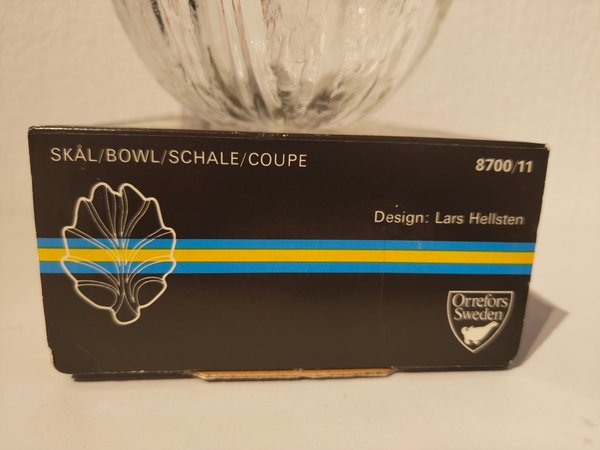 SKÅL/BOWL/SCHALE/COUPE
8700/11
Design: Lars Hellsten
Orrefors
Sweden